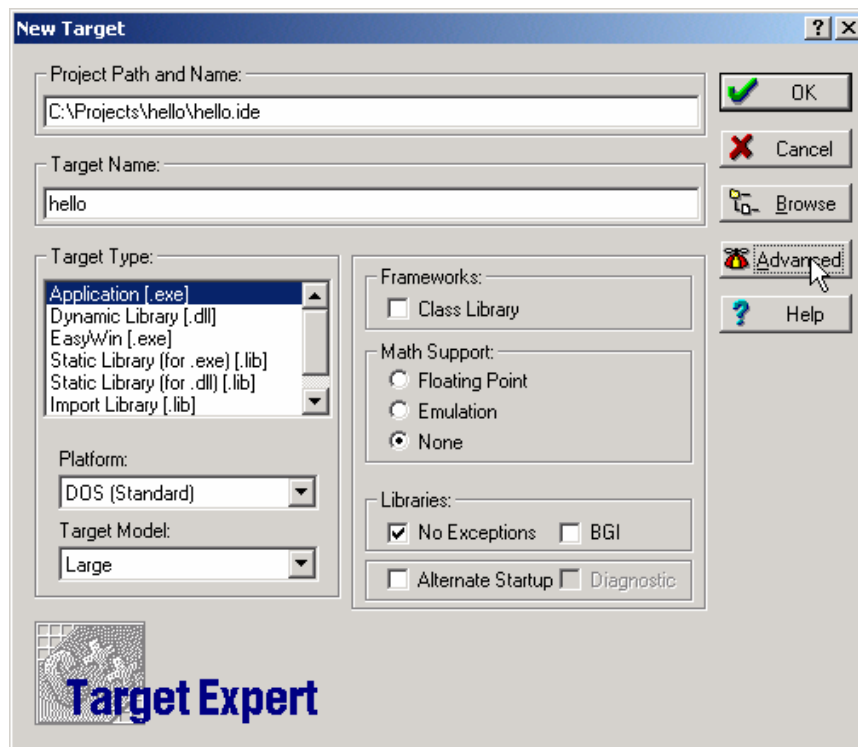 New Target
Project Path and Name:
C:\Projects\hello\hello.ide
OK
Cancel
Target Name:
hello
Browse
Target Type:
Application [.exe]
Dynamic Library [.dll]
EasyWin [.exe]
Static Library (for .exe) [.lib]
Static Library (for .dll) [.lib]
Import Library [.lib]
Platform:
DOS (Standard)
Target Model:
Large
Frameworks:
Class Library
Math Support:
Floating Point
Emulation
None
Libraries:
No Exceptions BGI
Alternate Startup Diagnostic
Advanced
Help
Target Expert